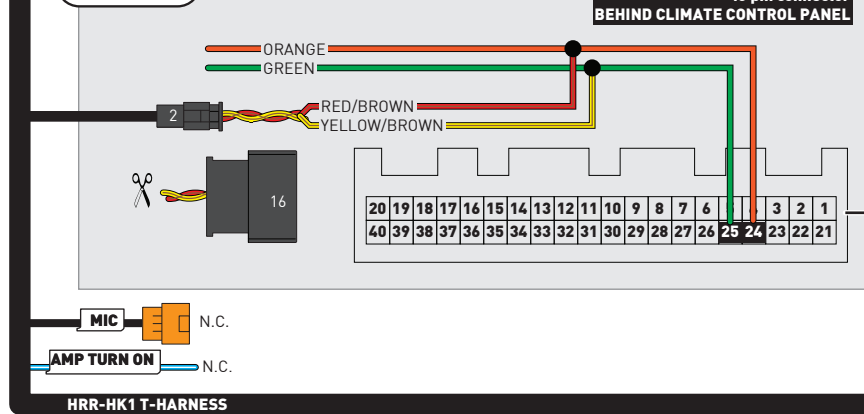 BEHIND CLIMATE CONTROL PANEL
ORANGE
GREEN
2
RED/BROWN
YELLOW/BROWN
16
20 19 18 17 16 15 14 13 12 11 10 9 8 7 6 3 2 1
40 39 38 37 36 35 34 33 32 31 30 29 28 27 26 25 24 23 22 21
MIC
N.C.
AMP TURN ON
N.C.
HRR-HK1 T-HARNESS